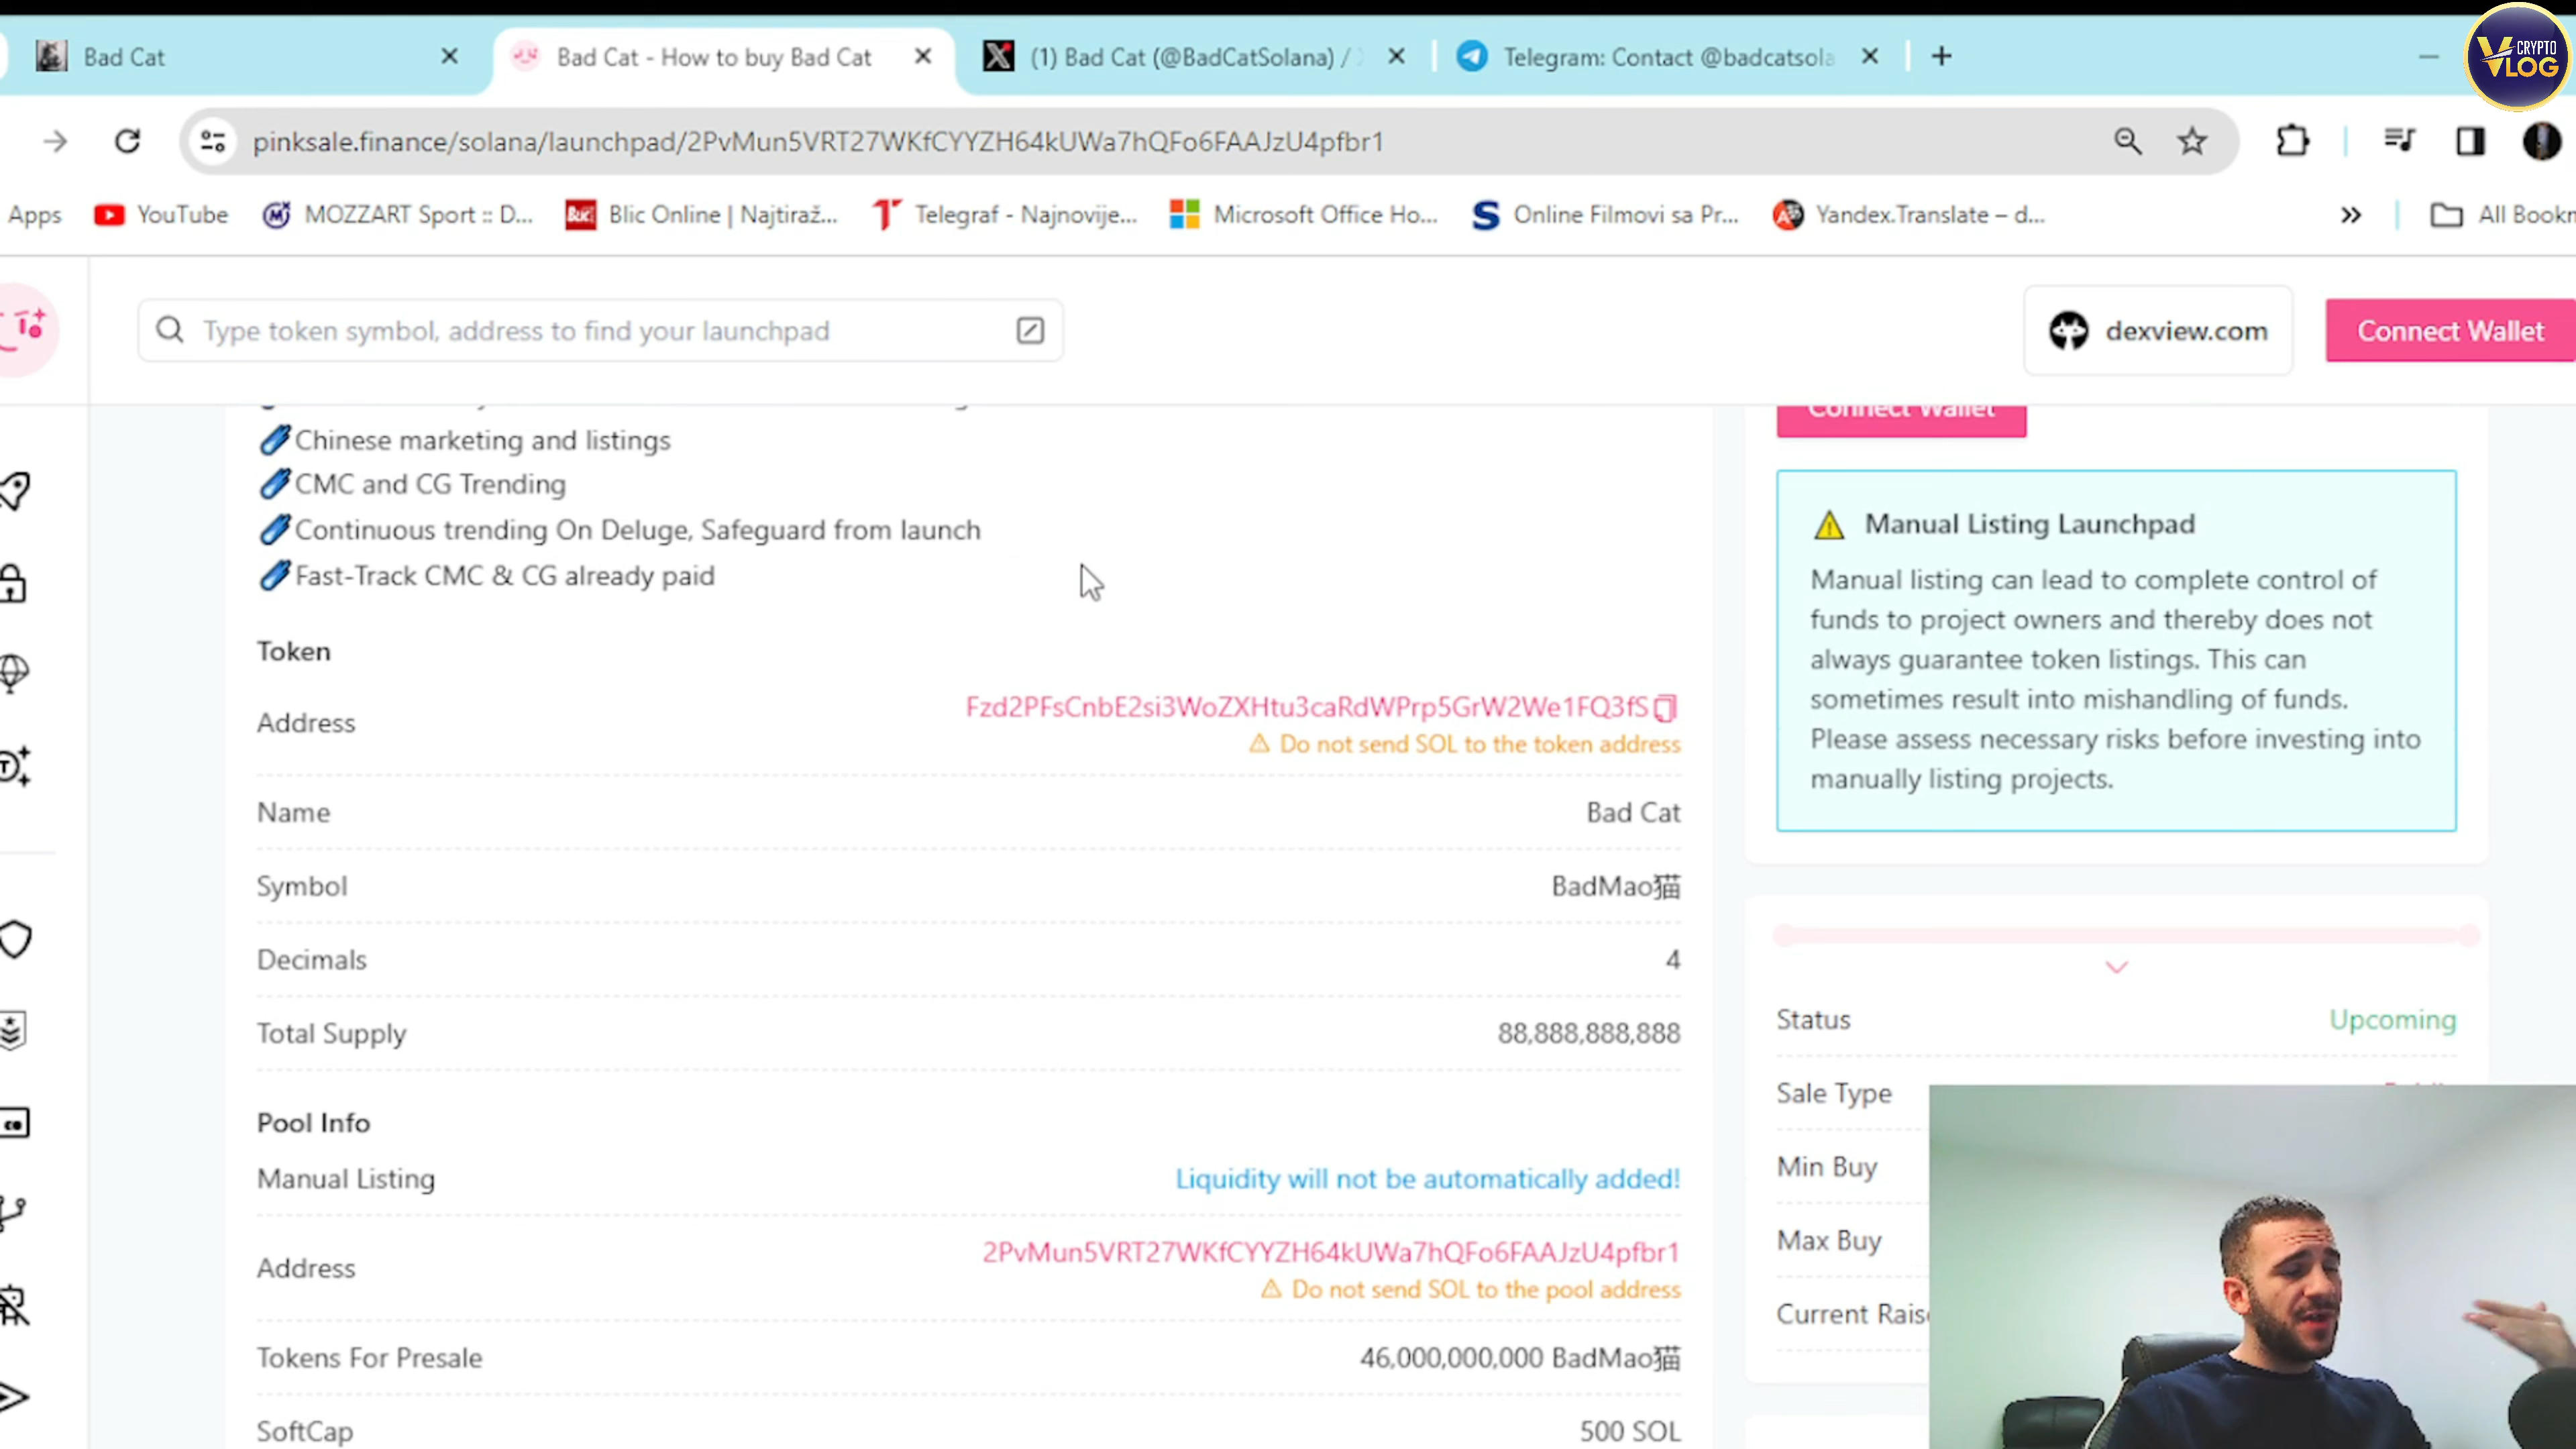 Bad Cat
Bad Cat - How to buy Bad Cat
(1) Bad Cat (@BadCatSolana) /
Telegram: Contact @badcatsola
CRYPTO
VLOG
pinksale.finance/solana/launchpad/2PvMun5VRT27WKfCYYZH64kUWa7hQFo6FAAJzU4pfbr1
Apps
YouTube
MOZZART Sport :: D...
Blic Online | Najtiraž...
Telegraf - Najnovije...
Microsoft Office Ho...
Online Filmovi sa Pr...
Yandex.Translate – d...
All Bookm
Type token symbol, address to find your launchpad
dexview.com
Connect Wallet
Connect Wallet
Chinese marketing and listings
CMC and CG Trending
Continuous trending On Deluge, Safeguard from launch
Fast-Track CMC & CG already paid
Token
Address
Fzd2PFsCnbE2si3WoZXHtu3caRdWPrp5GrW2We1FQ3fS
Do not send SOL to the token address
Name
Bad Cat
Symbol
BadMao猫
Decimals
4
Total Supply
88,888,888,888
Pool Info
Manual Listing
Liquidity will not be automatically added!
Address
2PvMun5VRT27WKfCYYZH64kUWa7hQFo6FAAJzU4pfbr1
Do not send SOL to the pool address
Tokens For Presale
46,000,000,000 BadMao猫
SoftCap
500 SOL
Manual Listing Launchpad
Manual listing can lead to complete control of
funds to project owners and thereby does not
always guarantee token listings. This can
sometimes result into mishandling of funds.
Please assess necessary risks before investing into
manually listing projects.
Status
Upcoming
Sale Type
Min Buy
Max Buy
Current Raise